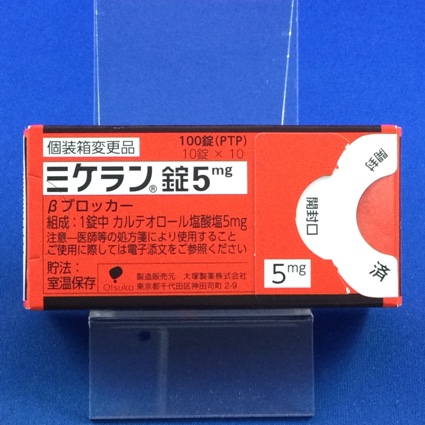 個装箱変更品
100錠(PTP)
10錠×10
ミケラン®錠5mg
βブロッカー
組成:1錠中 カルテオロール塩酸塩5mg
注意ー医師等の処方箋により使用すること
ご使用に際しては電子添文をご参照ください
貯法:
室温保存
Otsuka
製造販売元 大塚製薬株式会社
東京都千代田区神田司町2-9
開封口
5mg
開封
済